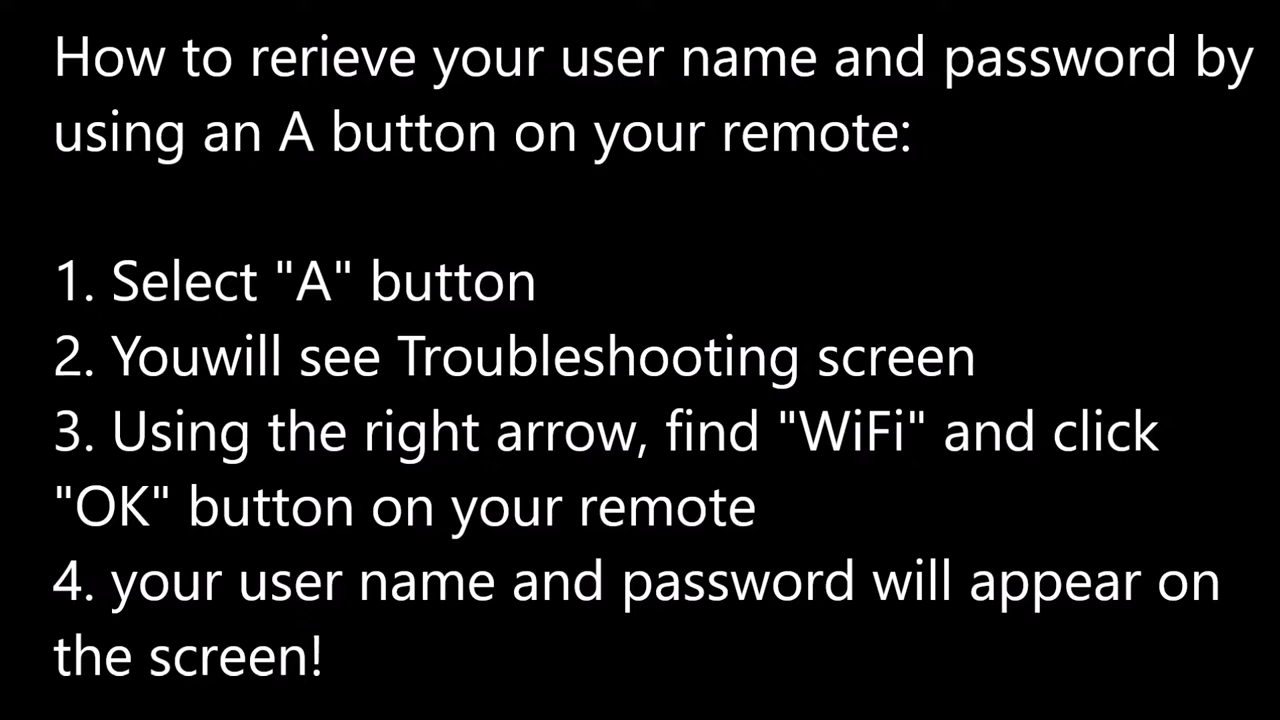 How to rerieve your user name and password by
using an A button on your remote:
1. Select "A" button
2. Youwill see Troubleshooting screen
3. Using the right arrow, find "WiFi" and click
"OK" button on your remote
4. your user name and password will appear on
the screen!